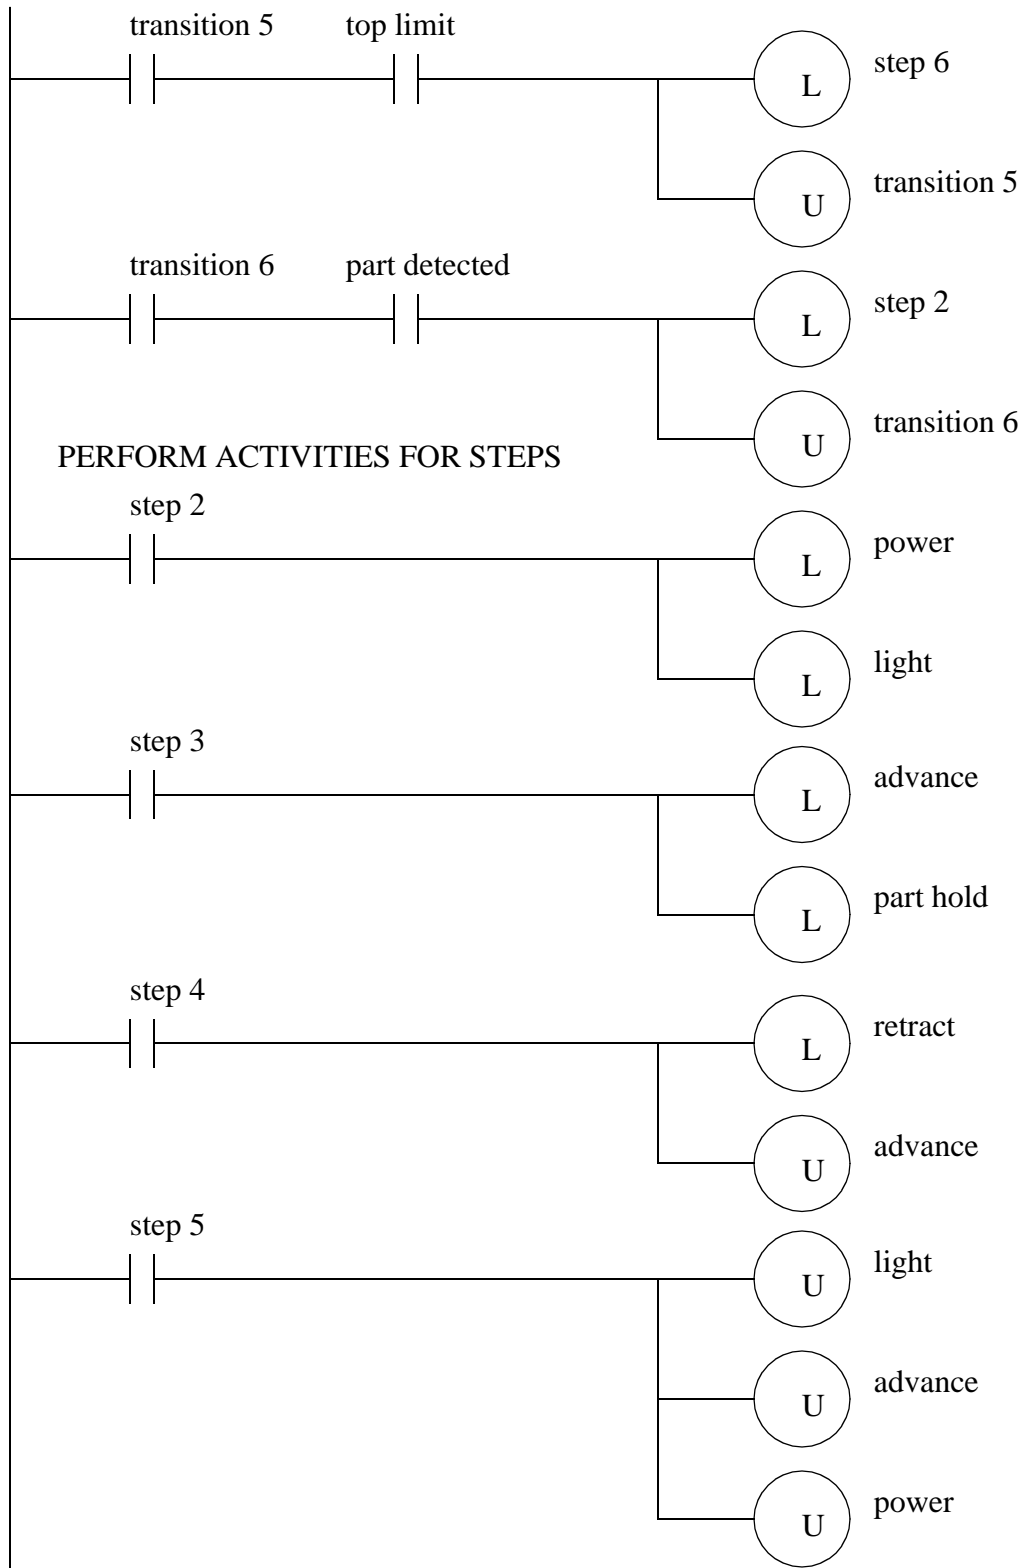 transition 5 top limit
L step 6
U transition 5
transition 6 part detected
L step 2
U transition 6
PERFORM ACTIVITIES FOR STEPS
step 2
L power
L light
step 3
L advance
L part hold
step 4
L retract
U advance
step 5
U light
U advance
U power